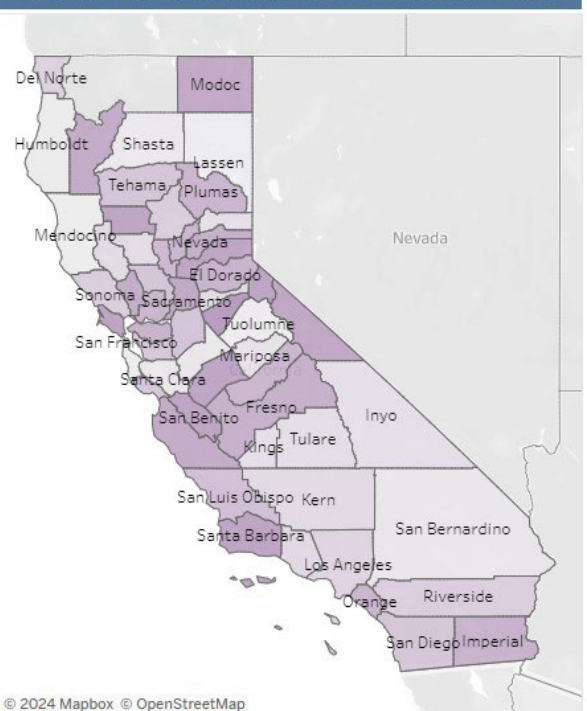 Del Norte
Modoc
Humboldt
Shasta
Lassen
Tehama
Plumas
Mendocino
Nevada
Nevada
El Dorado
Sonoma
Sacramento
Tuolumne
San Francisco
Mariposa
California
Santa Clara
Fresno
San Benito
Inyo
Kings
Tulare
San Luis Obispo
Kern
San Bernardino
Santa Barbara
Los Angeles
Orange
Riverside
San Diego
Imperial
© 2024 Mapbox © OpenStreetMap